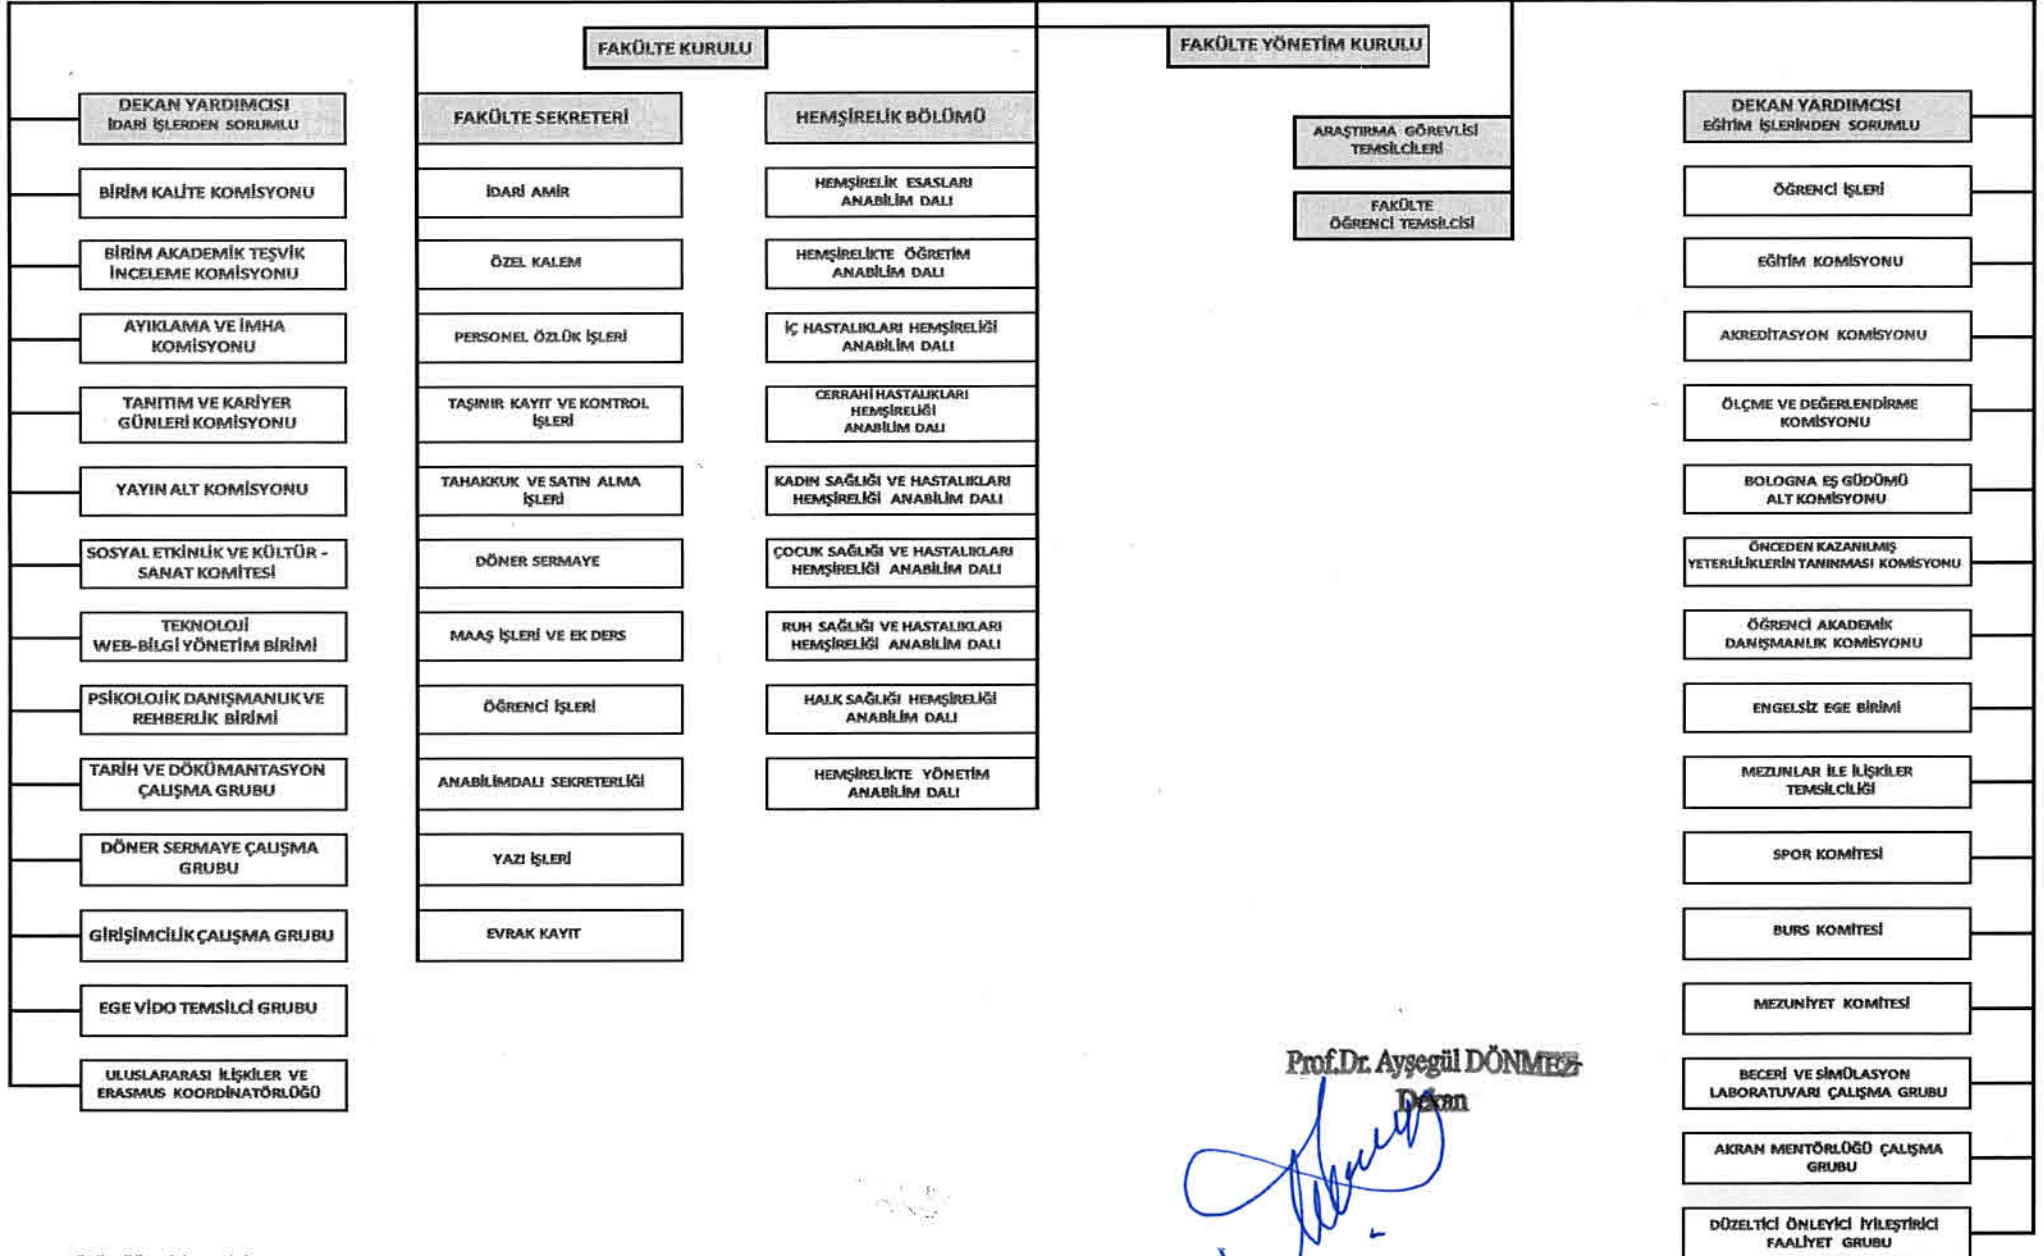 FAKÜLTE KURULU
FAKÜLTE YÖNETİM KURULU
DEKAN YARDIMCISI
İDARİ İŞLERDEN SORUMLU
BİRİM KALİTE KOMİSYONU
BİRİM AKADEMİK TEŞVİK
İNCELEME KOMİSYONU
AYIKLAMA VE İMHA
KOMİSYONU
TANITIM VE KARİYER
GÜNLERİ KOMİSYONU
YAYIN ALT KOMİSYONU
SOSYAL ETKİNLİK VE KÜLTÜR -
SANAT KOMİTESİ
TEKNOLOJİ
WEB-BİLGİ YÖNETİM BİRİMİ
PSİKOLOJİK DANIŞMANLIK VE
REHBERLİK BİRİMİ
TARİH VE DÖKÜMANTASYON
ÇALIŞMA GRUBU
DÖNER SERMAYE ÇALIŞMA
GRUBU
GİRİŞİMCİLİK ÇALIŞMA GRUBU
EGE VİDO TEMSİLCİ GRUBU
ULUSLARARASI İLİŞKİLER VE
ERASMUS KOORDİNATÖRLÜĞÜ
FAKÜLTE SEKRETERİ
İDARİ AMİR
ÖZEL KALEM
PERSONEL ÖZLÜK İŞLERİ
TAŞINIR KAYIT VE KONTROL
İŞLERİ
TAHAKKUK VE SATIN ALMA
İŞLERİ
DÖNER SERMAYE
MAAŞ İŞLERİ VE EK DERS
ÖĞRENCİ İŞLERİ
ANABİLİMDALI SEKRETERLİĞİ
YAZI İŞLERİ
EVRAK KAYIT
HEMŞİRELİK BÖLÜMÜ
HEMŞİRELİK ESASLARI
ANABİLİM DALI
HEMŞİRELİKTE ÖĞRETİM
ANABİLİM DALI
İÇ HASTALIKLARI HEMŞİRELİĞİ
ANABİLİM DALI
CERRAHİ HASTALIKLARI
HEMŞİRELİĞİ
ANABİLİM DALI
KADIN SAĞLIĞI VE HASTALIKLARI
HEMŞİRELİĞİ ANABİLİM DALI
ÇOCUK SAĞLIĞI VE HASTALIKLARI
HEMŞİRELİĞİ ANABİLİM DALI
RUH SAĞLIĞI VE HASTALIKLARI
HEMŞİRELİĞİ ANABİLİM DALI
HALK SAĞLIĞI HEMŞİRELİĞİ
ANABİLİM DALI
HEMŞİRELİKTE YÖNETİM
ANABİLİM DALI
ARAŞTIRMA GÖREVLİSİ
TEMSİLCİLERİ
FAKÜLTE
ÖĞRENCİ TEMSİLCİSİ
DEKAN YARDIMCISI
EĞİTİM İŞLERİNDEN SORUMLU
ÖĞRENCİ İŞLERİ
EĞİTİM KOMİSYONU
AKREDİTASYON KOMİSYONU
ÖLÇME VE DEĞERLENDİRME
KOMİSYONU
BOLOGNA EŞ GÜDÜMÜ
ALT KOMİSYONU
ÖNCEDEN KAZANILMIŞ
YETERLİLİKLERİN TANINMASI KOMİSYONU
ÖĞRENCİ AKADEMİK
DANIŞMANLIK KOMİSYONU
ENGELSİZ EGE BİRİMİ
MEZUNLAR İLE İLİŞKİLER
TEMSİLCİLİĞİ
SPOR KOMİTESİ
BURS KOMİTESİ
MEZUNİYET KOMİTESİ
BECERİ VE SİMÜLASYON
LABORATUVARI ÇALIŞMA GRUBU
AKRAN MENTÖRLÜĞÜ ÇALIŞMA
GRUBU
DÜZELTİCİ ÖNLEYİCİ İYİLEŞTİRİCİ
FAALİYET GRUBU
Prof.Dr. Ayşegül DÖNMEZ
Dekan